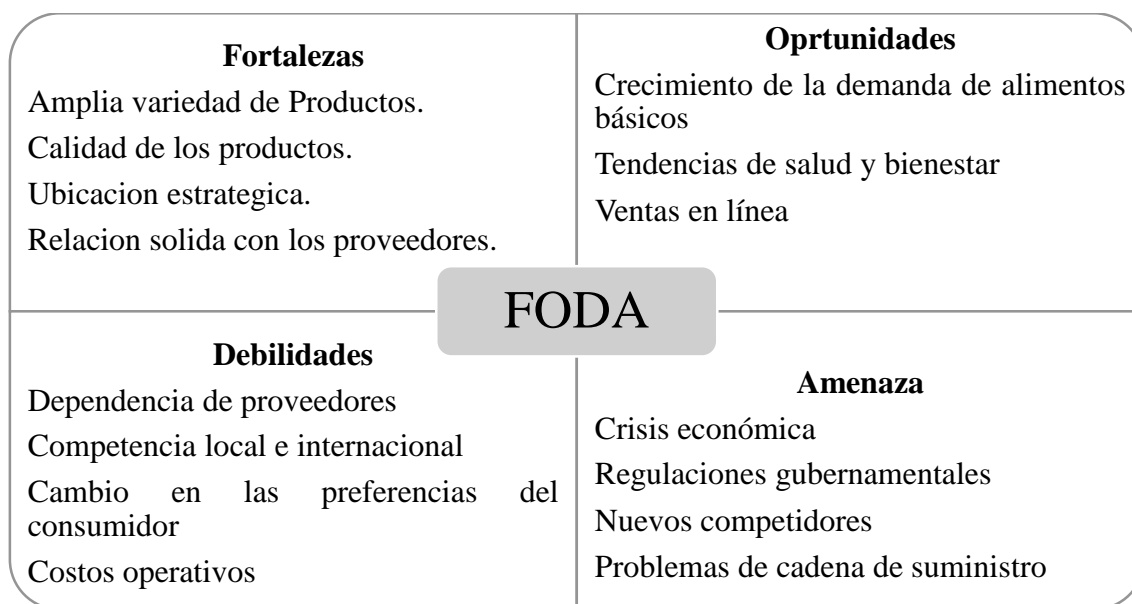 Fortalezas
Amplia variedad de Productos.
Calidad de los productos.
Ubicacion estrategica.
Relacion solida con los proveedores.
Oprtunidades
Crecimiento de la demanda de alimentos
básicos
Tendencias de salud y bienestar
Ventas en línea
FODA
Debilidades
Dependencia de proveedores
Competencia local e internacional
Cambio en las preferencias del
consumidor
Costos operativos
Amenaza
Crisis económica
Regulaciones gubernamentales
Nuevos competidores
Problemas de cadena de suministro